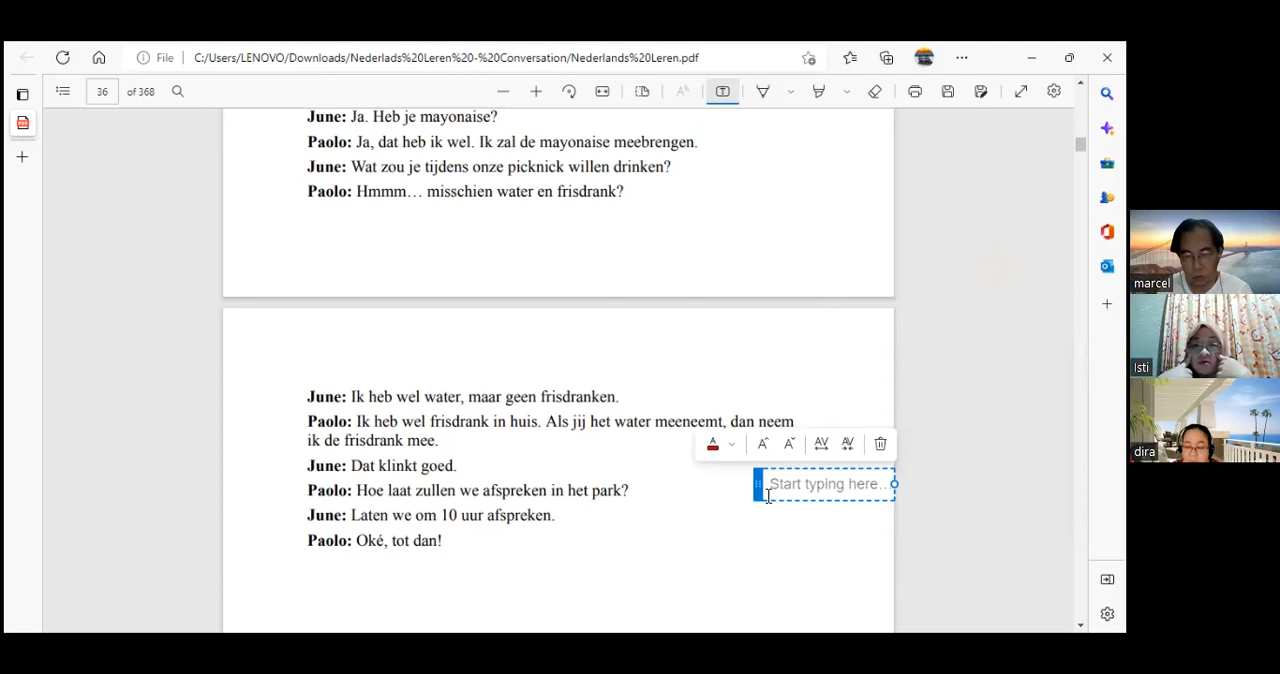 File
C:/Users/LENOVO/Downloads/Nederlads%20Leren%20-%20Conversation/Nederlands%20Leren.pdf
36 of 368
June: Ja. Heb je mayonaise?
Paolo: Ja, dat heb ik wel. Ik zal de mayonaise meebrengen.
June: Wat zou je tijdens onze picknick willen drinken?
Paolo: Hmmm… misschien water en frisdrank?
June: Ik heb wel water, maar geen frisdranken.
Paolo: Ik heb wel frisdrank in huis. Als jij het water meeneemt, dan neem
ik de frisdrank mee.
June: Dat klinkt goed.
Start typing here...
Paolo: Hoe laat zullen we afspreken in het park?
June: Laten we om 10 uur afspreken.
Paolo: Oké, tot dan!
marcel
Isti
dira